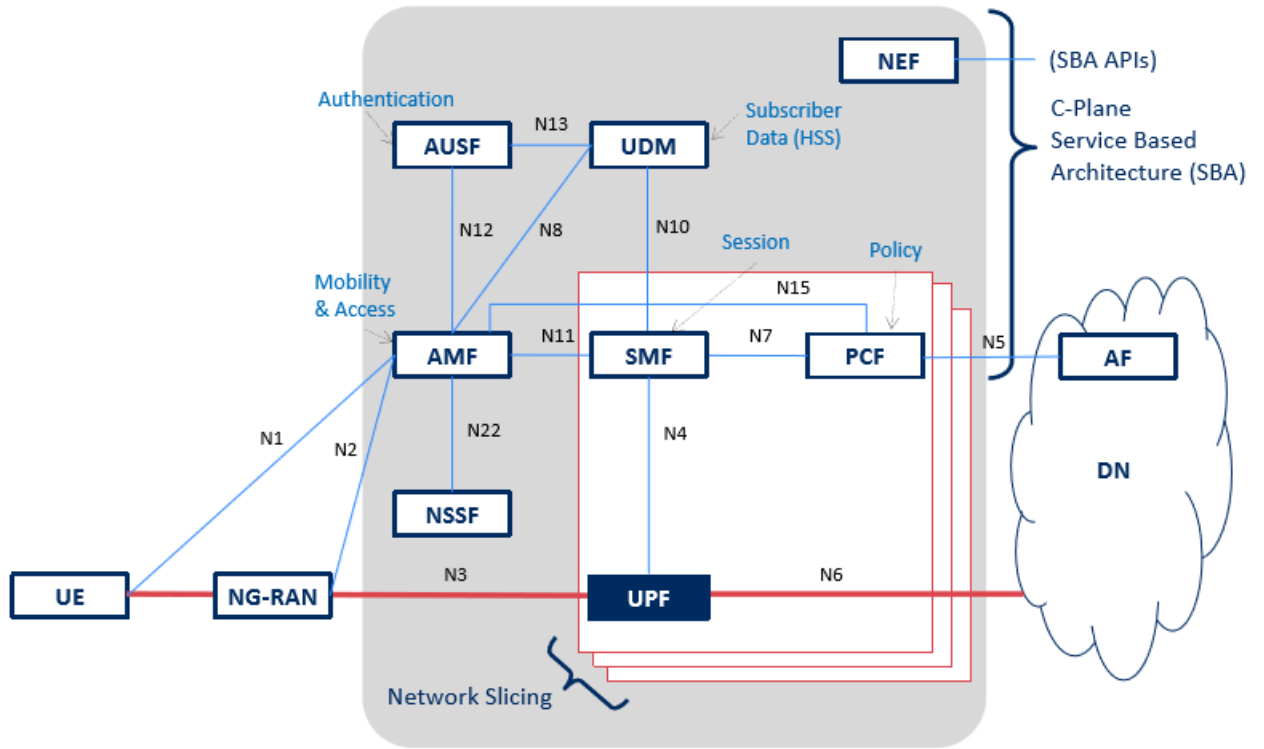 NEF
(SBA APIs)
Authentication
Subscriber
Data (HSS)
C-Plane
Service Based
Architecture (SBA)
AUSF
N13
UDM
N12
N8
N10
Session
Policy
Mobility
& Access
N15
AMF
N11
SMF
N7
PCF
N5
AF
N1
N2
N22
N4
DN
NSSF
UE
NG-RAN
N3
UPF
N6
Network Slicing